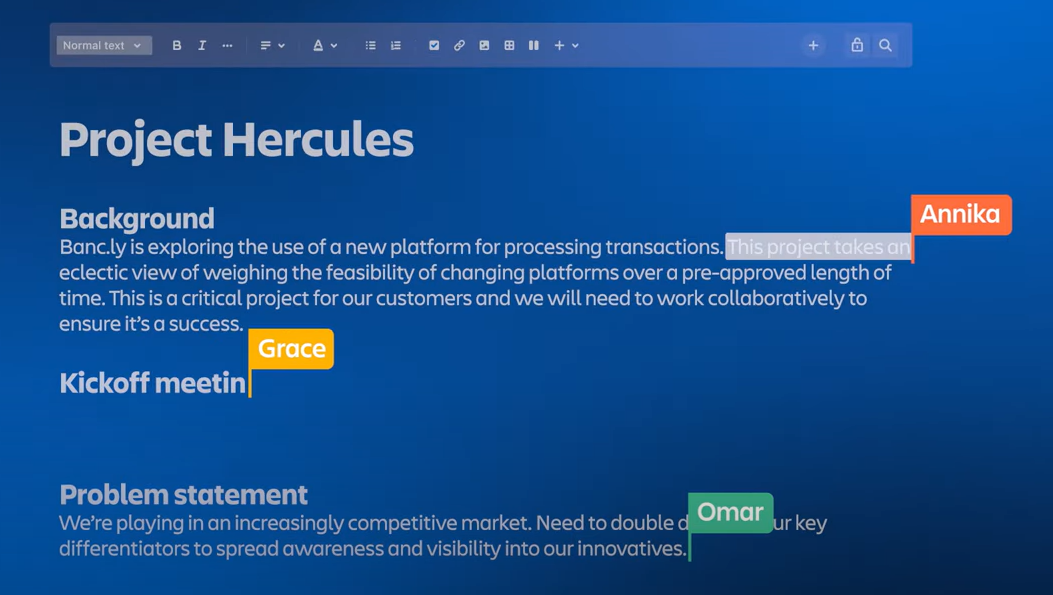 Normal text
Project Hercules
Annika
Background
Banc.ly is exploring the use of a new platform for processing transactions. This project takes an
eclectic view of weighing the feasibility of changing platforms over a pre-approved length of
time. This is a critical project for our customers and we will need to work collaboratively to
ensure it’s a success.
Grace
Kickoff meetin
Problem statement
Omar
We’re playing in an increasingly competitive market. Need to double key
differentiators to spread awareness and visibility into our innovatives.